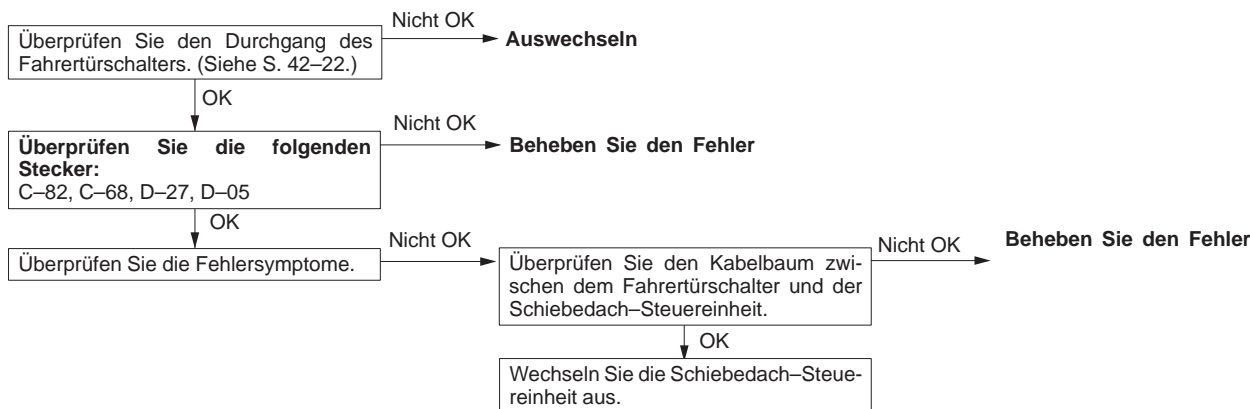 Nicht OK
Überprüfen Sie den Durchgang des
Fahrertürschalters. (Siehe S. 42–22.)
Auswechseln
OK
Nicht OK
Überprüfen Sie die folgenden
Stecker:
C–82, C–68, D–27, D–05
Beheben Sie den Fehler
OK
Nicht OK
Überprüfen Sie die Fehlersymptome.
Nicht OK
Beheben Sie den Fehler
Überprüfen Sie den Kabelbaum zwi-
schen dem Fahrertürschalter und der
Schiebedach–Steuereinheit.
OK
Wechseln Sie die Schiebedach–Steue-
reinheit aus.